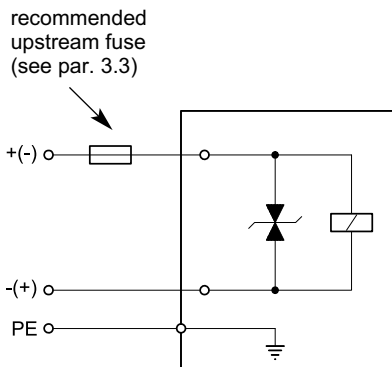 recommended
upstream fuse
(see par. 3.3)
+(-)
-(+)
PE